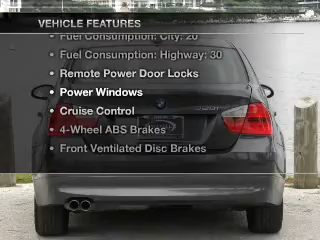 VEHICLE FEATURES
• Fuel Consumption: City: 20
• Fuel Consumption: Highway: 30
• Remote Power Door Locks
• Power Windows
• Cruise Control
• 4-Wheel ABS Brakes
• Front Ventilated Disc Brakes